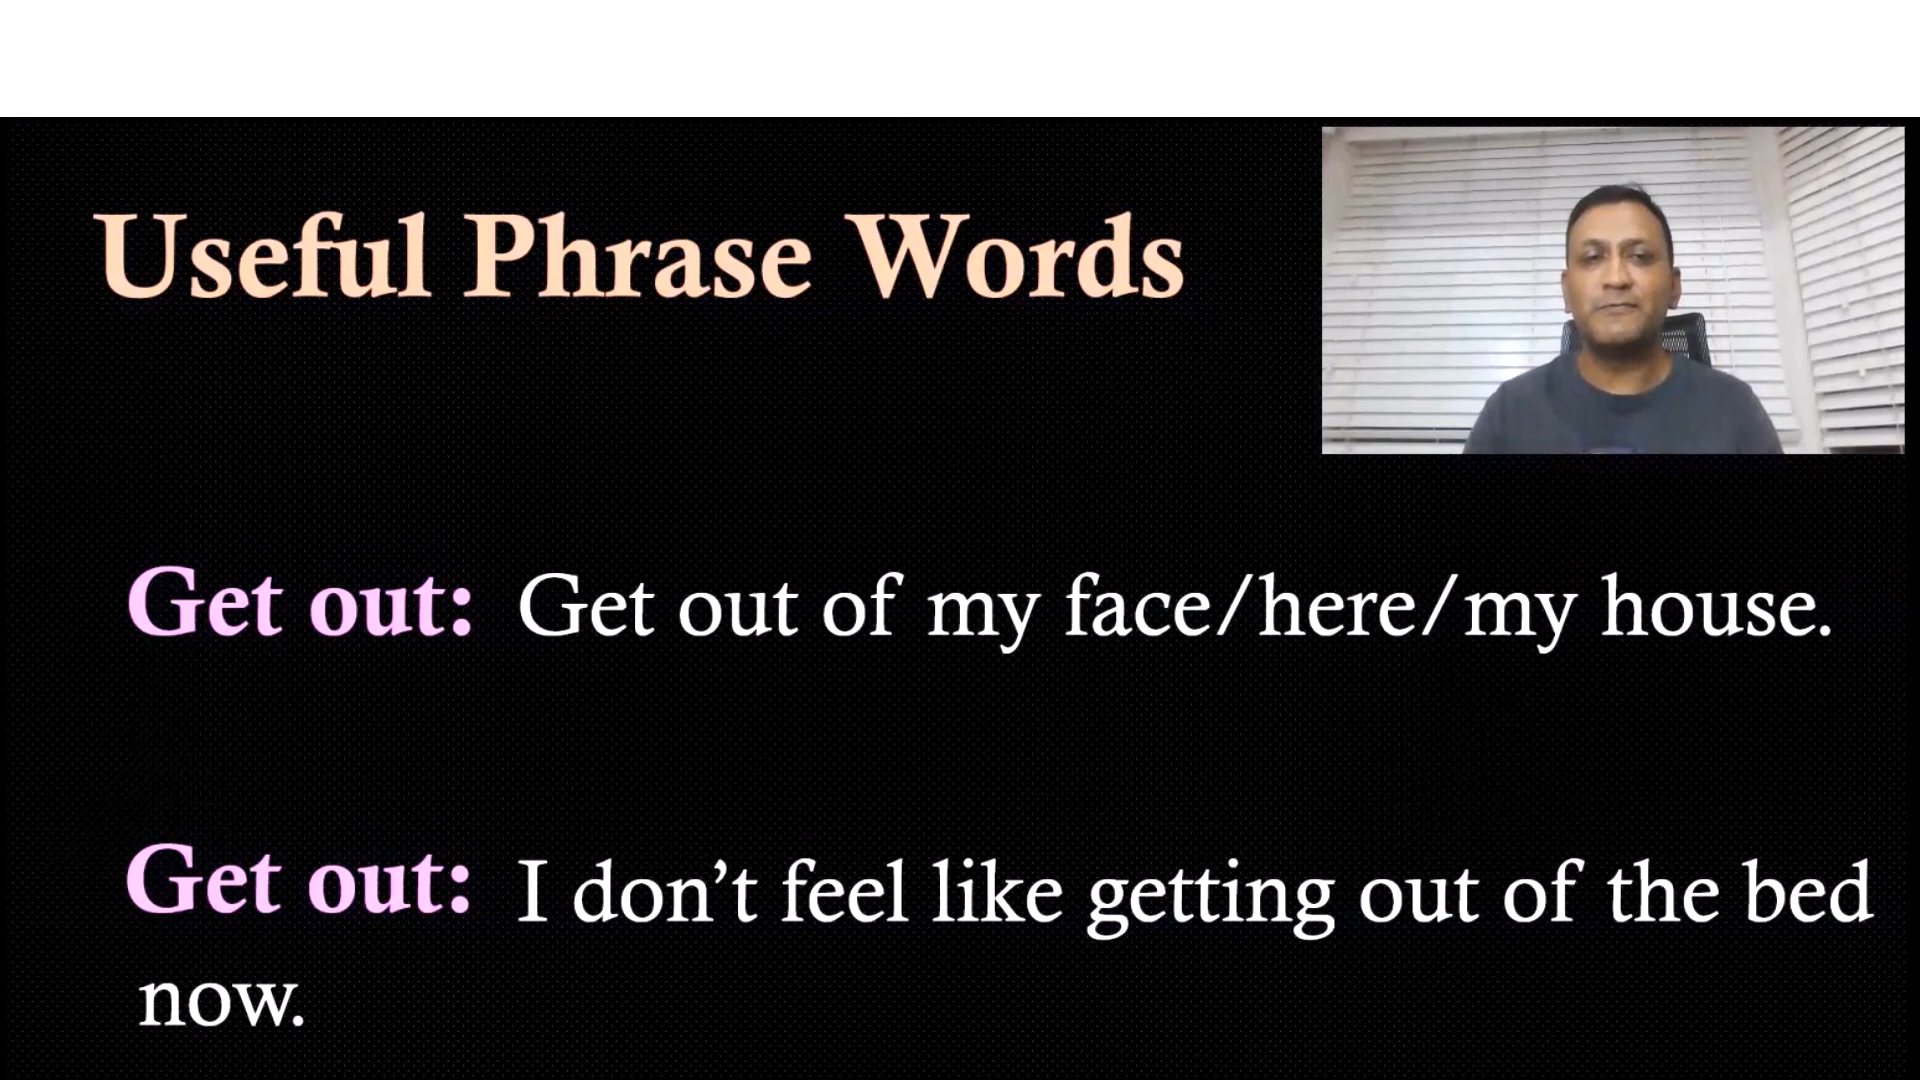 Useful Phrase Words
Get out: Get out of my face/here/my house.
Get out: I don’t feel like getting out of the bed
now.